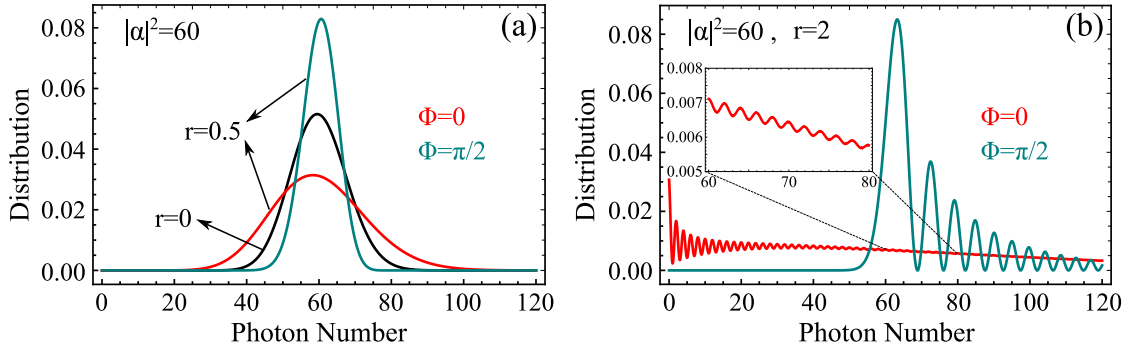 |α|²=60
(a)
r=0.5
r=0
Φ=0
Φ=π/2
0.08
0.06
0.04
0.02
0.00
0 20 40 60 80 100 120
Distribution
Photon Number
|α|²=60 , r=2
(b)
Φ=0
Φ=π/2
0.08
0.06
0.04
0.02
0.00
0 20 40 60 80 100 120
Distribution
Photon Number
0.008
0.007
0.006
0.005
60 70 80